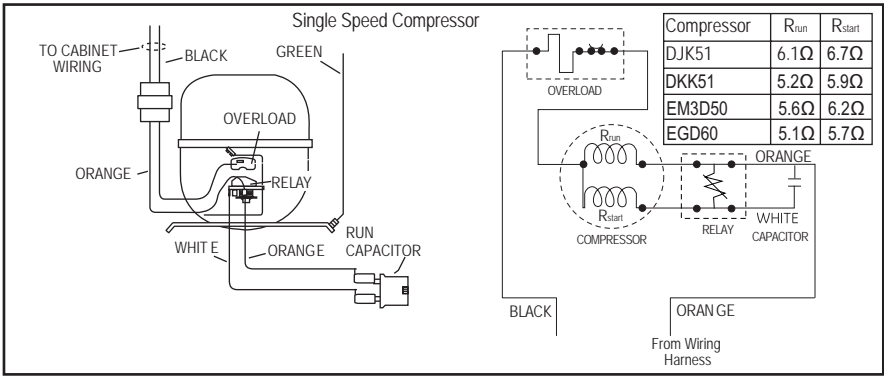 Single Speed Compressor
TO CABINET
WIRING
BLACK
GREEN
OVERLOAD
ORANGE
RELAY
WHIT E
ORANGE
RUN
CAPACITOR
OVERLOAD
Compressor Rrun Rstart
DJK51 6.1Ω 6.7Ω
DKK51 5.2Ω 5.9Ω
EM3D50 5.6Ω 6.2Ω
EGD60 5.1Ω 5.7Ω
Rrun
Rstart
COMPRESSOR
ORANGE
RELAY
WHITE
CAPACITOR
BLACK
ORAN GE
From Wiring
Harness